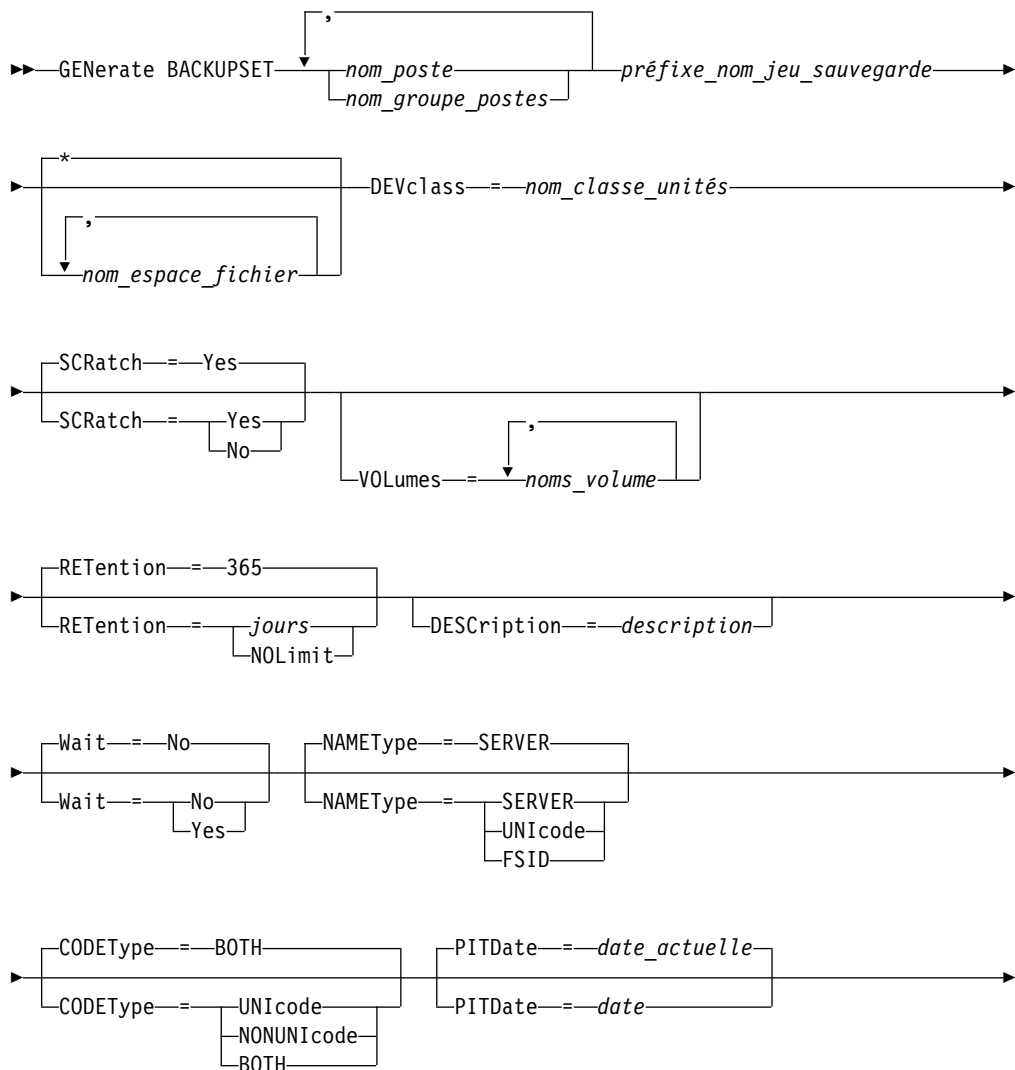 ,
GENerate BACKUPSET nom_poste préfixe_nom_jeu_sauvegarde
nom_groupe_postes
*
DEVclass = nom_classe_unités
,
nom_espace_fichier
SCRatch = Yes
SCRatch = Yes
No
,
VOLumes = noms_volume
RETention = 365
RETention = jours
NOLimit
DESCription = description
Wait = No
Wait = No
Yes
NAMEType = SERVER
NAMEType = SERVER
UNIcode
FSID
CODEType = BOTH
CODEType = UNIcode
NONUNIcode
BOTH
PITDate = date_actuelle
PITDate = date